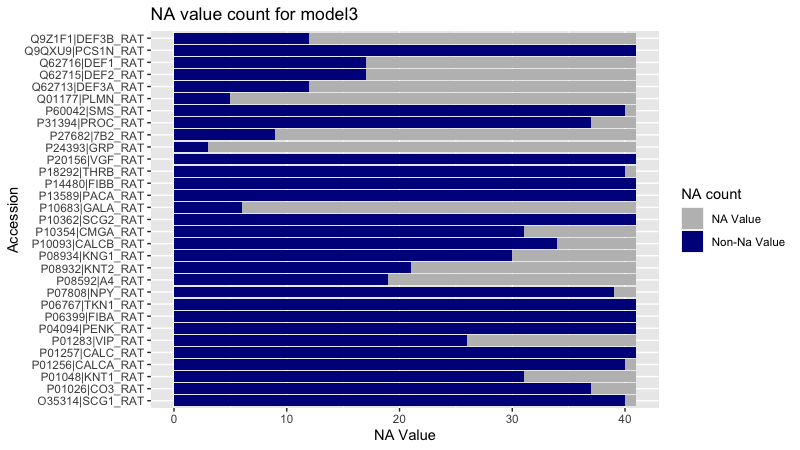 NA value count for model3
Q9Z1F1|DEF3B_RAT
Q9QXU9|PCS1N_RAT
Q62716|DEF1_RAT
Q62715|DEF2_RAT
Q62713|DEF3A_RAT
Q01177|PLMN_RAT
P60042|SMS_RAT
P31394|PROC_RAT
P27682|7B2_RAT
P24393|GRP_RAT
P20156|VGF_RAT
P18292|THRB_RAT
P14480|FIBB_RAT
P13589|PACA_RAT
P10683|GALA_RAT
P10362|SCG2_RAT
P10354|CMGA_RAT
P10093|CALCB_RAT
P08934|KNG1_RAT
P08932|KNT2_RAT
P08592|A4_RAT
P07808|NPY_RAT
P06767|TKN1_RAT
P06399|FIBA_RAT
P04094|PENK_RAT
P01283|VIP_RAT
P01257|CALC_RAT
P01256|CALCA_RAT
P01048|KNT1_RAT
P01026|CO3_RAT
O35314|SCG1_RAT
Accession
0 10 20 30 40
NA Value
NA count
NA Value
Non-Na Value